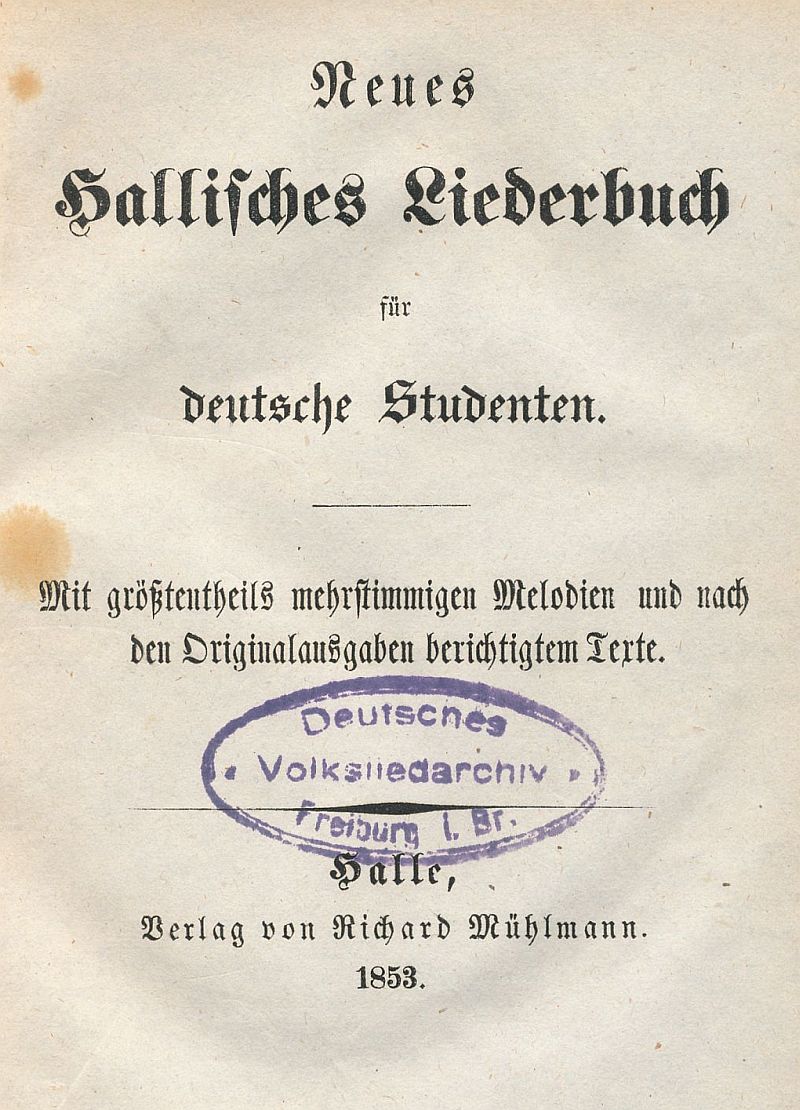 Neues
Hallisches Liederbuch
für
deutsche Studenten.
Mit größtentheils mehrstimmigen Melodien und nach
den Originalausgaben berichtigtem Texte.
Deutsches
Volksliedarchiv
Freiburg i. Br.
Halle,
Verlag von Richard Mühlmann.
1853.